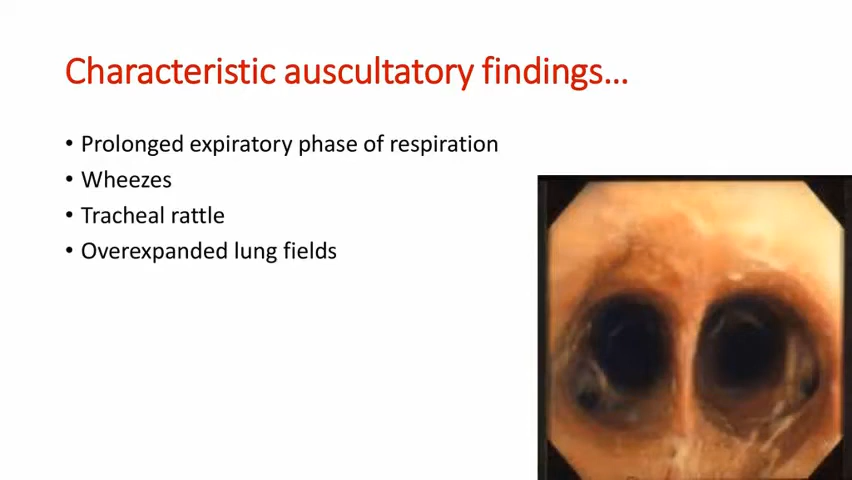 Characteristic auscultatory findings...
• Prolonged expiratory phase of respiration
• Wheezes
• Tracheal rattle
• Overexpanded lung fields